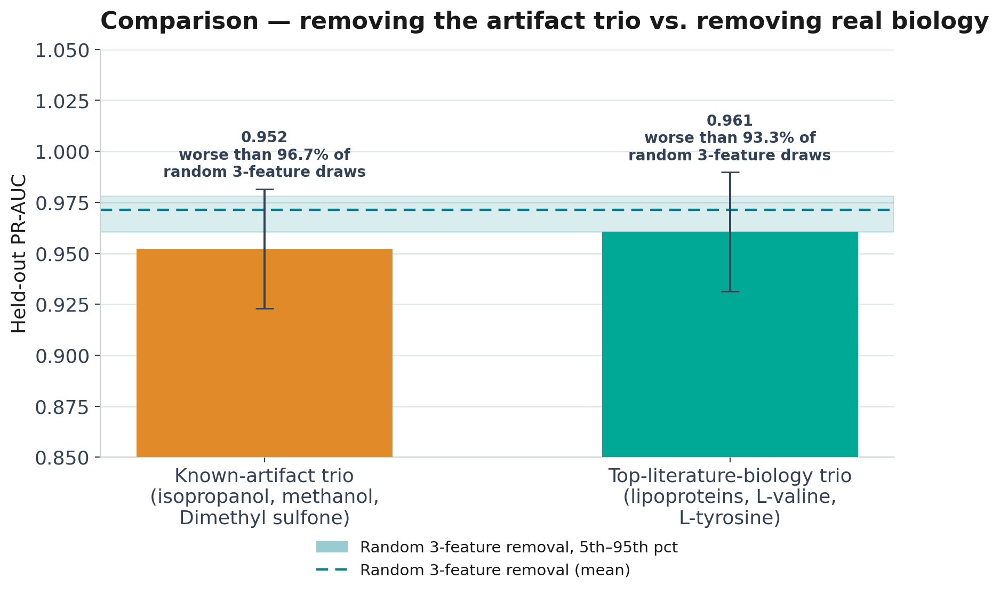 Comparison — removing the artifact trio vs. removing real biology
Held-out PR-AUC
1.050
1.025
1.000
0.975
0.950
0.925
0.900
0.875
0.850
0.952
worse than 96.7% of
random 3-feature draws
0.961
worse than 93.3% of
random 3-feature draws
Known-artifact trio
(isopropanol, methanol,
Dimethyl sulfone)
Top-literature-biology trio
(lipoproteins, L-valine,
L-tyrosine)
Random 3-feature removal, 5th–95th pct
Random 3-feature removal (mean)